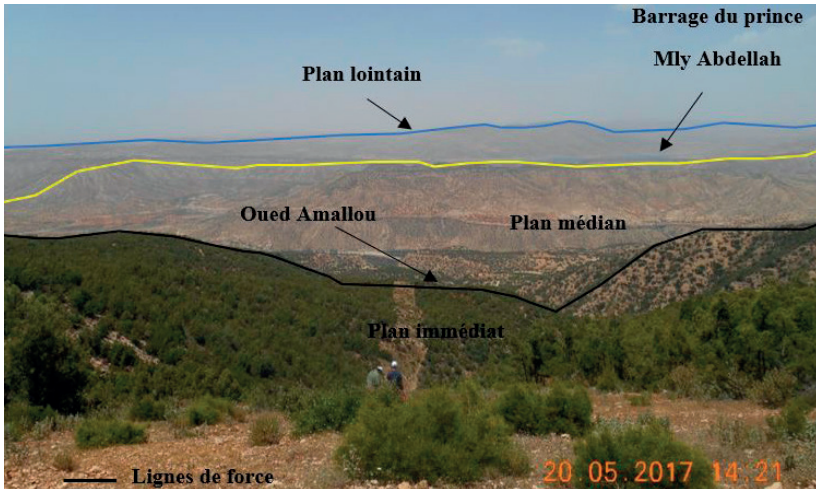 Barrage du prince
Mly Abdellah
Plan lointain
Oued Amallou
Plan médian
Plan immédiat
Lignes de force
20.05.2017 14:21